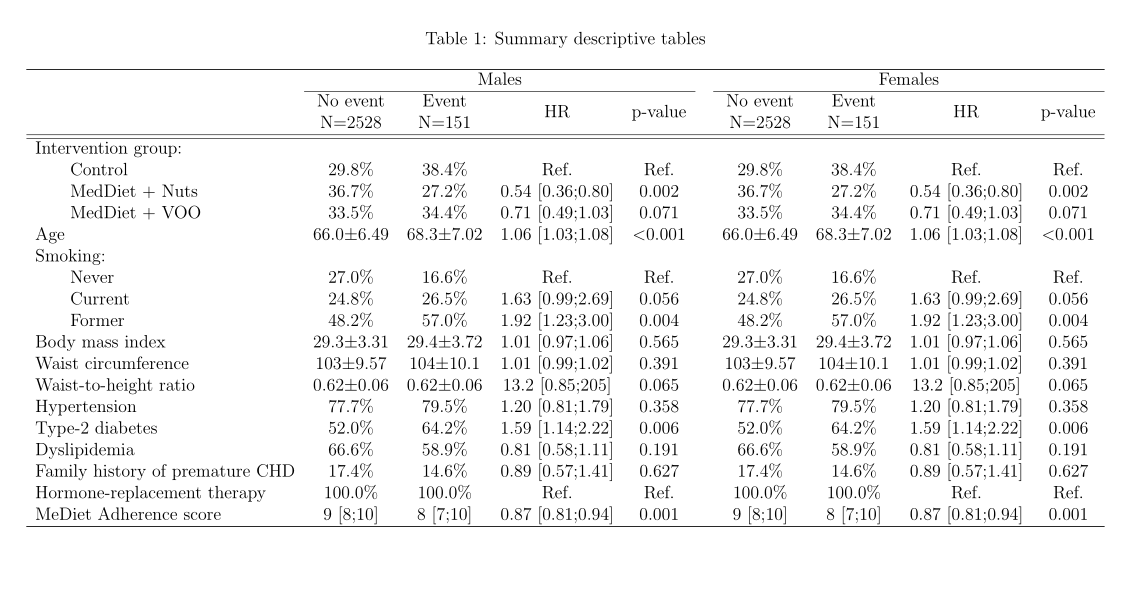 Table 1: Summary descriptive tables
Males Females
No event Event HR p-value No event Event HR p-value
N=2528 N=151 N=2528 N=151
Intervention group:
Control 29.8% 38.4% Ref. Ref. 29.8% 38.4% Ref. Ref.
MedDiet + Nuts 36.7% 27.2% 0.54 [0.36;0.80] 0.002 36.7% 27.2% 0.54 [0.36;0.80] 0.002
MedDiet + VOO 33.5% 34.4% 0.71 [0.49;1.03] 0.071 33.5% 34.4% 0.71 [0.49;1.03] 0.071
Age 66.0±6.49 68.3±7.02 1.06 [1.03;1.08] <0.001 66.0±6.49 68.3±7.02 1.06 [1.03;1.08] <0.001
Smoking:
Never 27.0% 16.6% Ref. Ref. 27.0% 16.6% Ref. Ref.
Current 24.8% 26.5% 1.63 [0.99;2.69] 0.056 24.8% 26.5% 1.63 [0.99;2.69] 0.056
Former 48.2% 57.0% 1.92 [1.23;3.00] 0.004 48.2% 57.0% 1.92 [1.23;3.00] 0.004
Body mass index 29.3±3.31 29.4±3.72 1.01 [0.97;1.06] 0.565 29.3±3.31 29.4±3.72 1.01 [0.97;1.06] 0.565
Waist circumference 103±9.57 104±10.1 1.01 [0.99;1.02] 0.391 103±9.57 104±10.1 1.01 [0.99;1.02] 0.391
Waist-to-height ratio 0.62±0.06 0.62±0.06 13.2 [0.85;205] 0.065 0.62±0.06 0.62±0.06 13.2 [0.85;205] 0.065
Hypertension 77.7% 79.5% 1.20 [0.81;1.79] 0.358 77.7% 79.5% 1.20 [0.81;1.79] 0.358
Type-2 diabetes 52.0% 64.2% 1.59 [1.14;2.22] 0.006 52.0% 64.2% 1.59 [1.14;2.22] 0.006
Dyslipidemia 66.6% 58.9% 0.81 [0.58;1.11] 0.191 66.6% 58.9% 0.81 [0.58;1.11] 0.191
Family history of premature CHD 17.4% 14.6% 0.89 [0.57;1.41] 0.627 17.4% 14.6% 0.89 [0.57;1.41] 0.627
Hormone-replacement therapy 100.0% 100.0% Ref. Ref. 100.0% 100.0% Ref. Ref.
MeDiet Adherence score 9 [8;10] 8 [7;10] 0.87 [0.81;0.94] 0.001 9 [8;10] 8 [7;10] 0.87 [0.81;0.94] 0.001